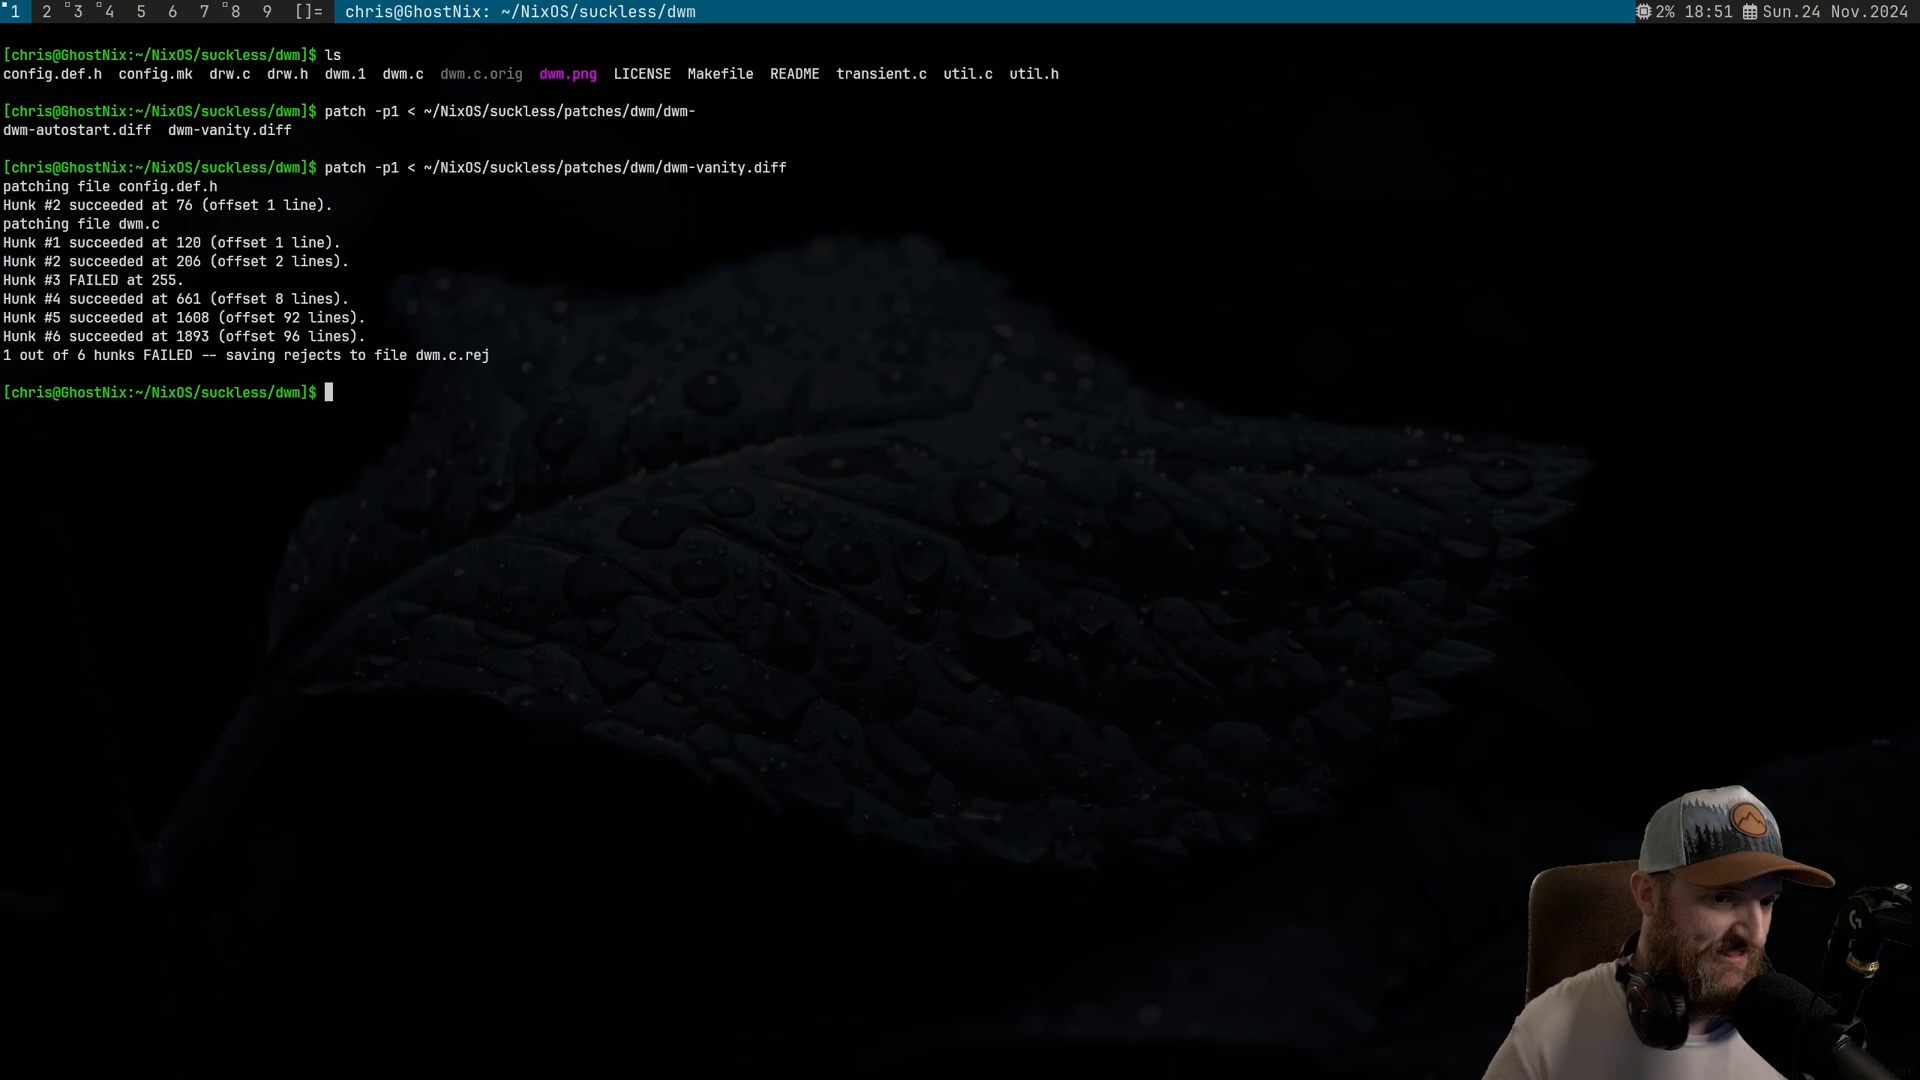 1 2 3 4 5 6 7 8 9 []= chris@GhostNix: ~/NixOS/suckless/dwm 2% 18:51 Sun.24 Nov.2024
[chris@GhostNix:~/NixOS/suckless/dwm]$ ls
config.def.h config.mk drw.c drw.h dwm.1 dwm.c dwm.c.orig dwm.png LICENSE Makefile README transient.c util.c util.h
[chris@GhostNix:~/NixOS/suckless/dwm]$ patch -p1 < ~/NixOS/suckless/patches/dwm/dwm-
dwm-autostart.diff dwm-vanity.diff
[chris@GhostNix:~/NixOS/suckless/dwm]$ patch -p1 < ~/NixOS/suckless/patches/dwm/dwm-vanity.diff
patching file config.def.h
Hunk #2 succeeded at 76 (offset 1 line).
patching file dwm.c
Hunk #1 succeeded at 120 (offset 1 line).
Hunk #2 succeeded at 206 (offset 2 lines).
Hunk #3 FAILED at 255.
Hunk #4 succeeded at 661 (offset 8 lines).
Hunk #5 succeeded at 1608 (offset 92 lines).
Hunk #6 succeeded at 1893 (offset 96 lines).
1 out of 6 hunks FAILED -- saving rejects to file dwm.c.rej
[chris@GhostNix:~/NixOS/suckless/dwm]$